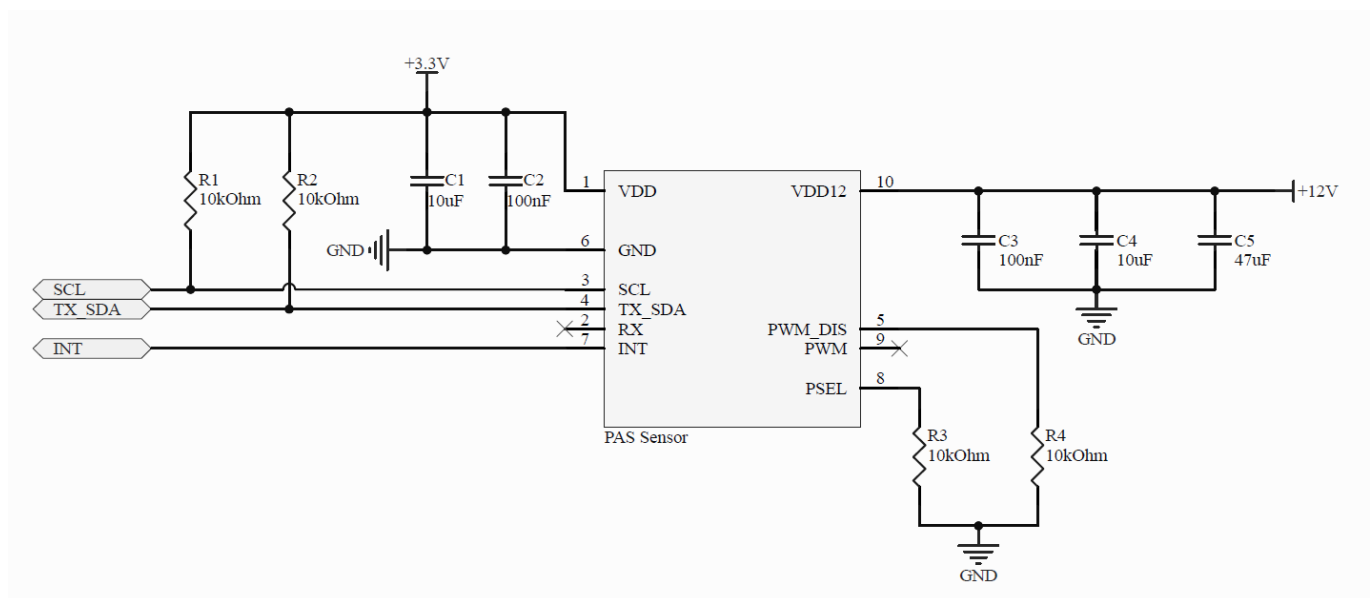 +3.3V
R1
10kOhm
R2
10kOhm
C1
10uF
C2
100nF
1
VDD
VDD12
10
+12V
GND
6
GND
C3
100nF
C4
10uF
C5
47uF
SCL
3
SCL
TX_SDA
4
TX_SDA
2
RX
PWM_DIS
5
GND
INT
7
INT
PWM
9
PSEL
8
PAS Sensor
R3
10kOhm
R4
10kOhm
GND